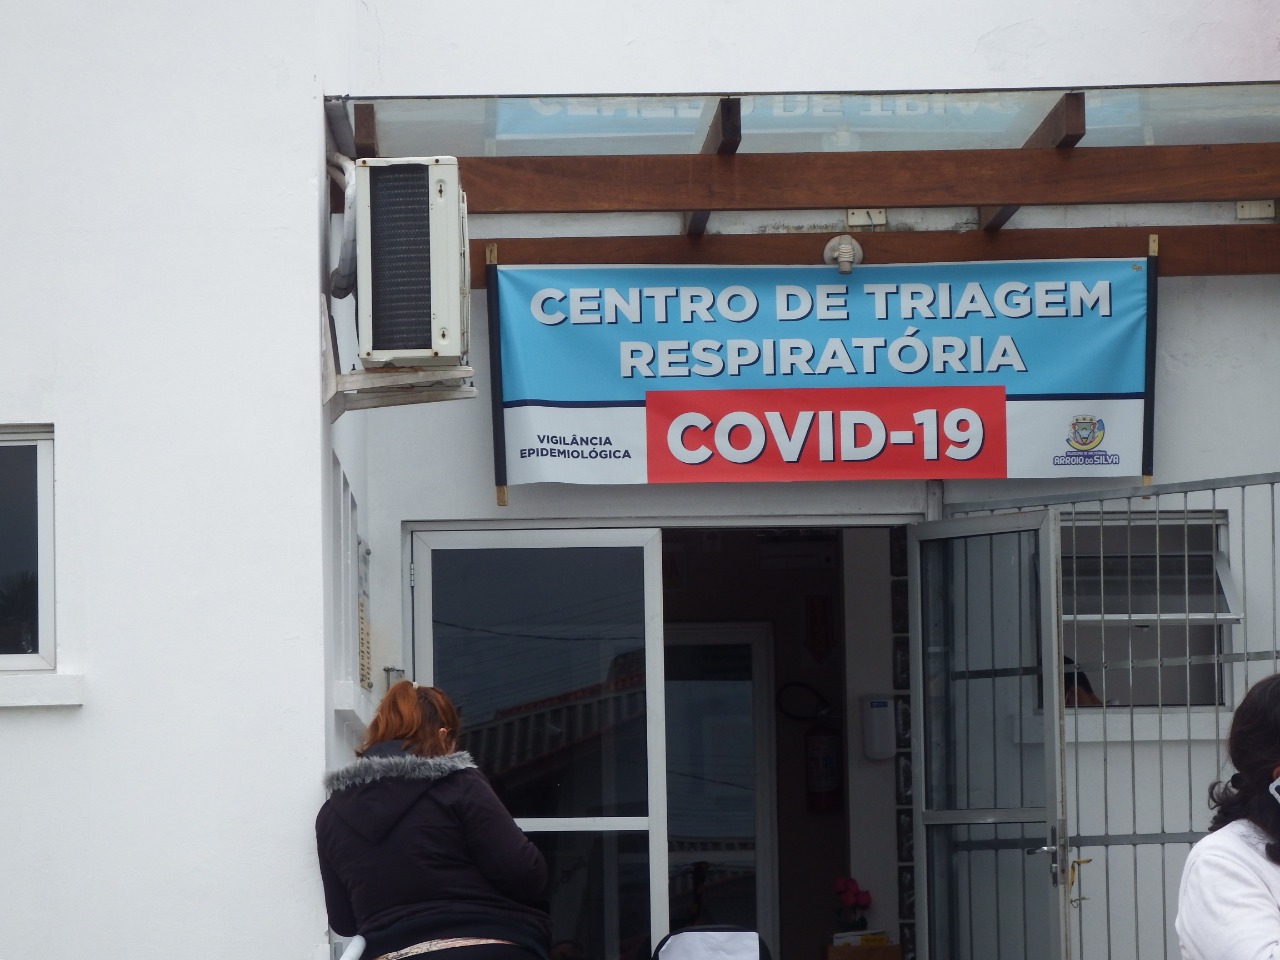 CENTRO DE TRIAGEM
RESPIRATÓRIA
COVID-19
VIGILÂNCIA
EPIDEMIOLÓGICA
ARROIO DO SILVA